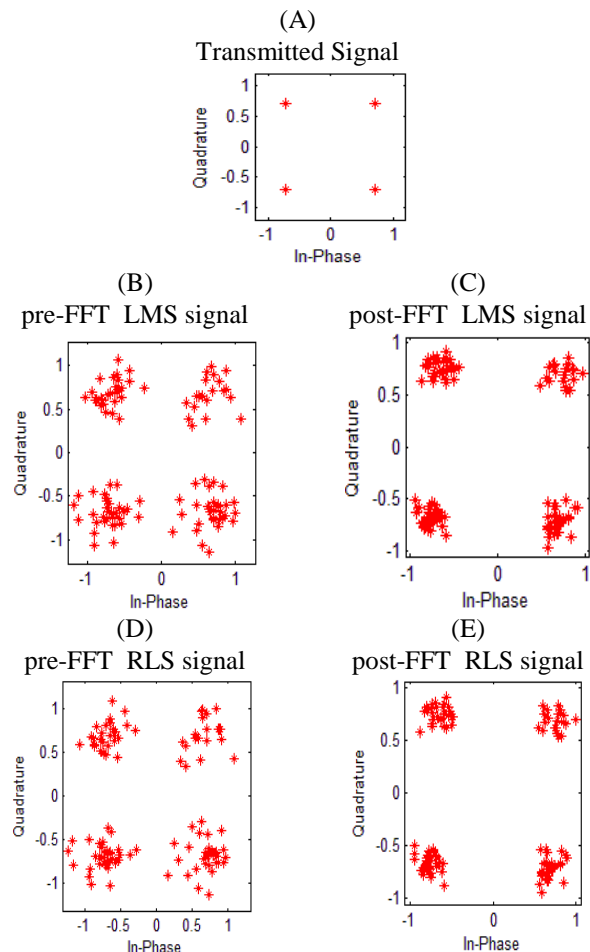 (A)
Transmitted Signal
1
0.5
0
-0.5
-1
Quadrature
-1 0 1
In-Phase
(B)
pre-FFT LMS signal
1
0.5
0
-0.5
-1
Quadrature
-1 0 1
In-Phase
(C)
post-FFT LMS signal
1
0.5
0
-0.5
-1
Quadrature
-1 0 1
In-Phase
(D)
pre-FFT RLS signal
1
0.5
0
-0.5
-1
Quadrature
-1 -0.5 0 0.5 1
In-Phase
(E)
post-FFT RLS signal
1
0.5
0
-0.5
-1
Quadrature
-1 0 1
In-Phase